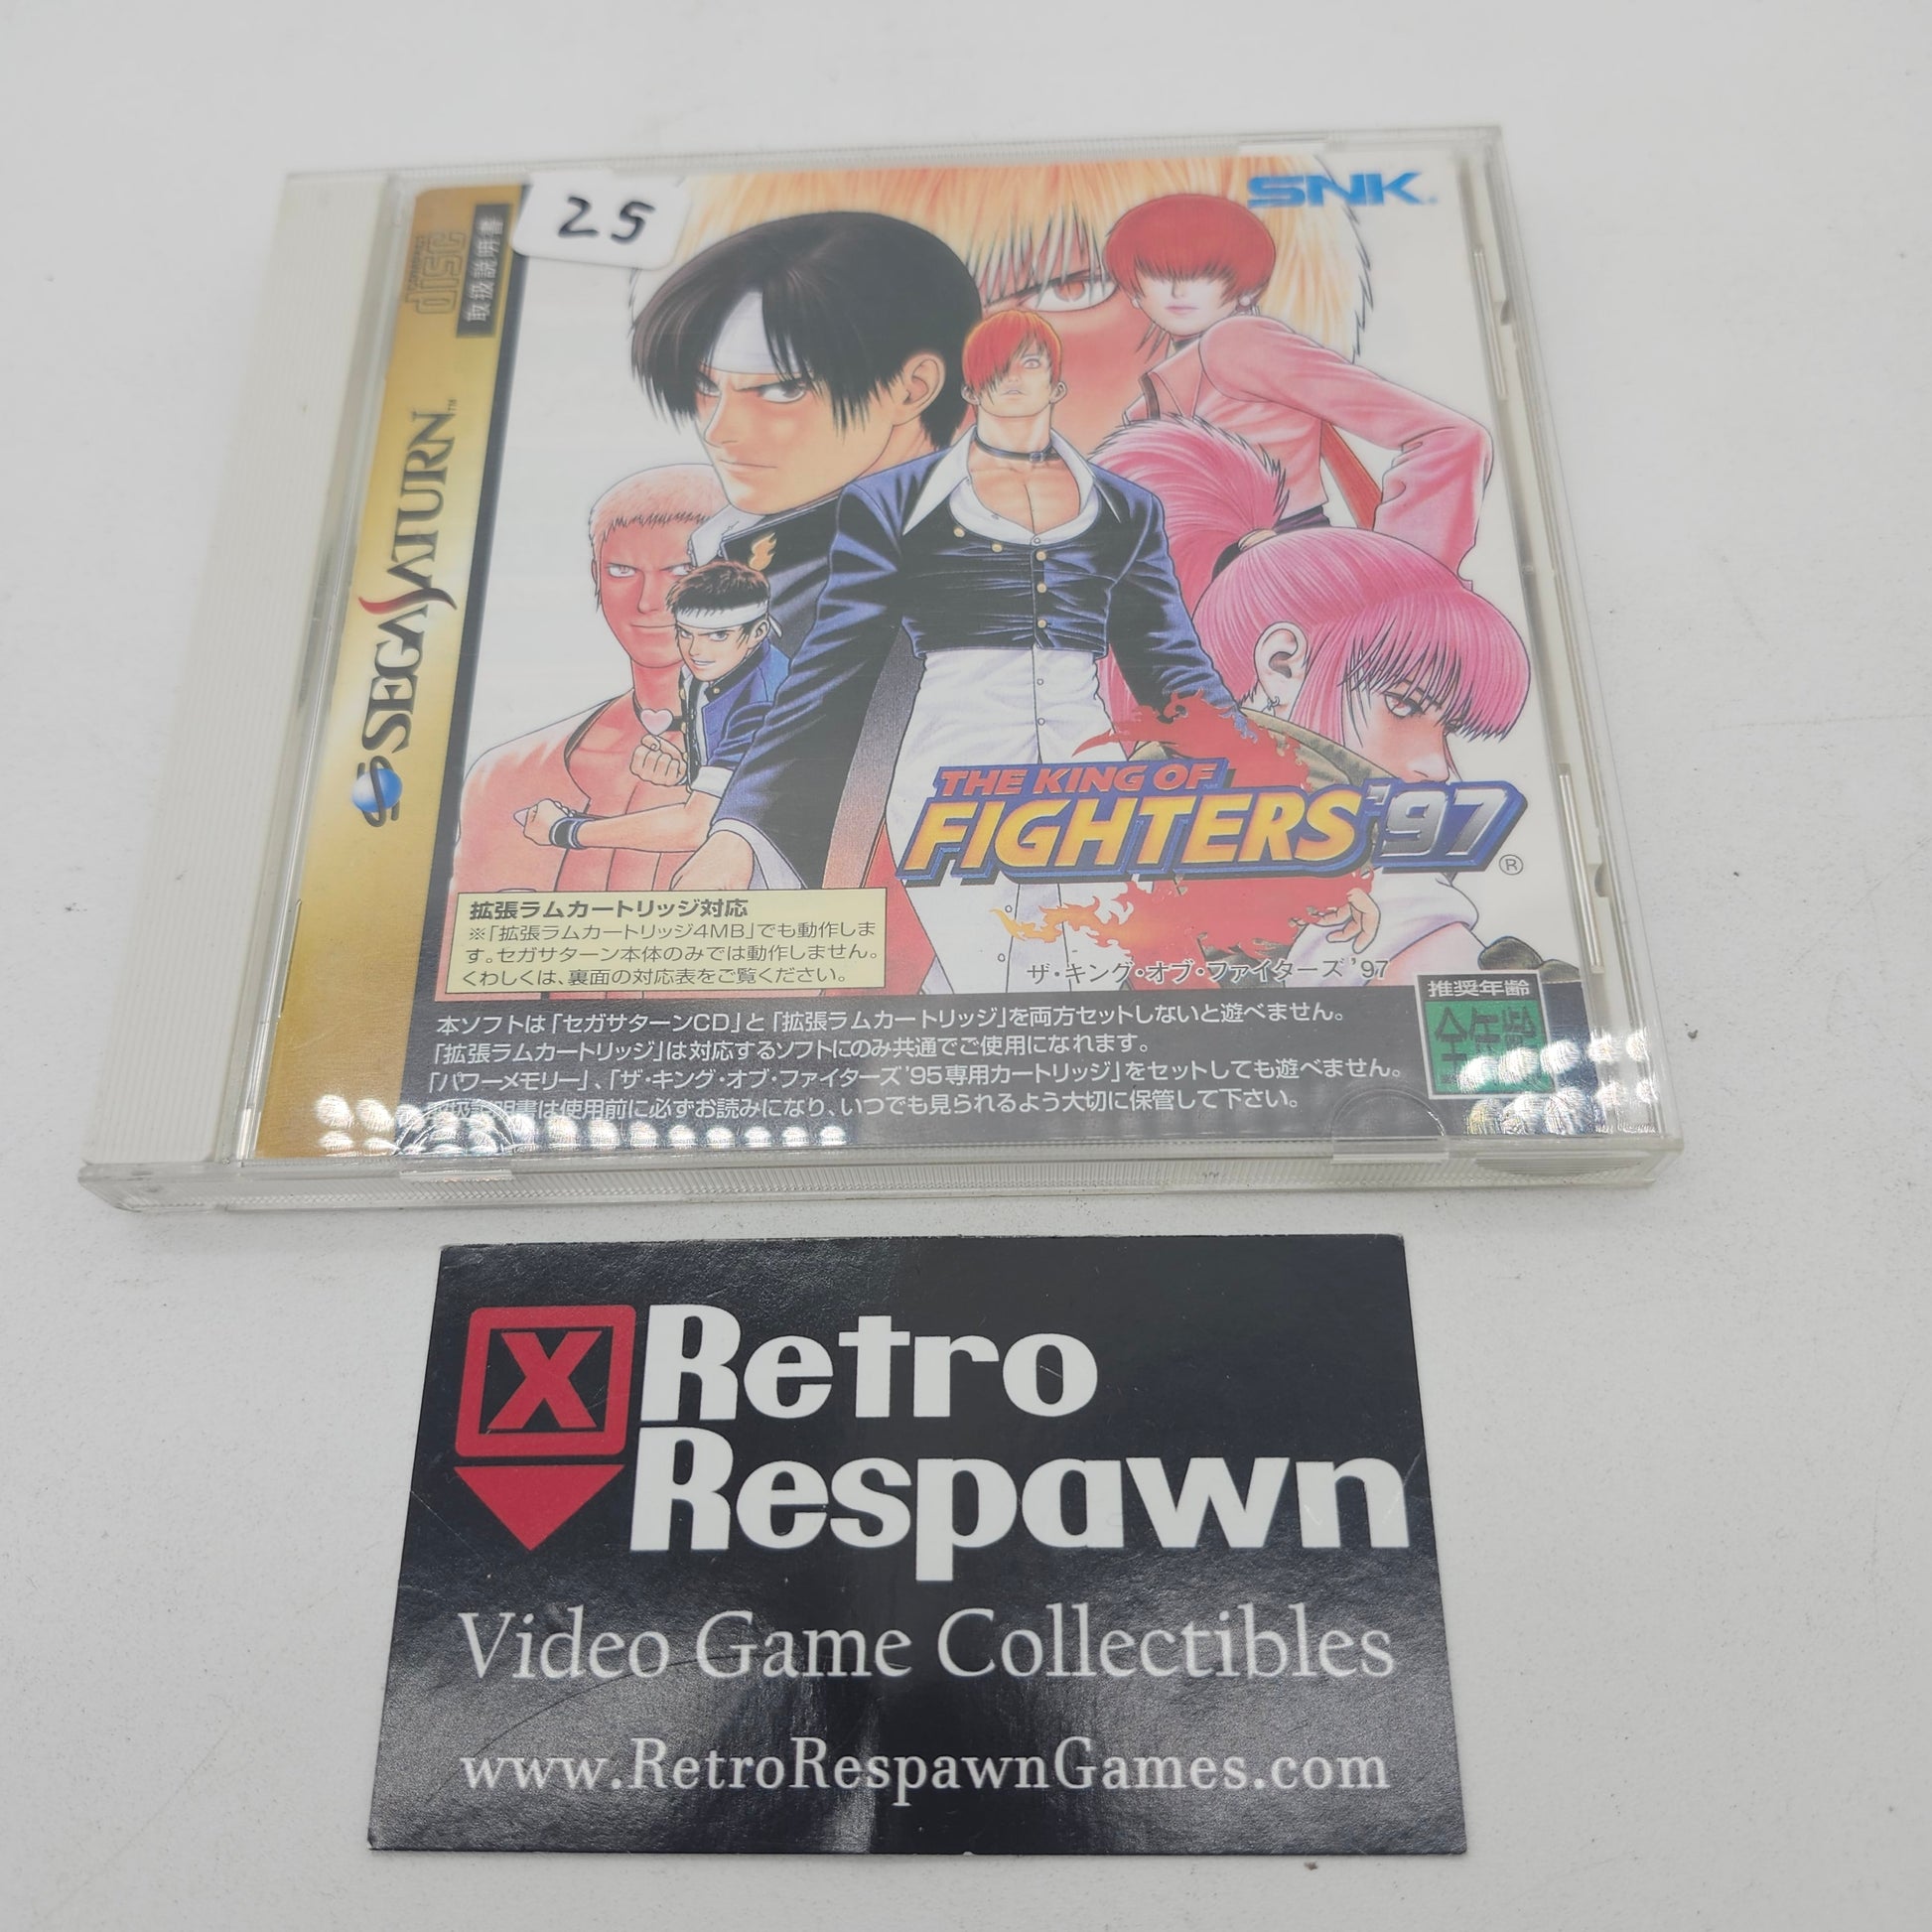 25
SNK
COMPACT
disc
取扱説明書
SEGA SATURN™
THE KING OF
FIGHTERS '97
®
拡張ラムカートリッジ対応
※「拡張ラムカートリッジ4MB」でも動作しま
す。セガサターン本体のみでは動作しません。
くわしくは、裏面の対応表をご覧ください。
ザ・キング・オブ・ファイターズ '97
推奨年齢
全年齢
本ソフトは「セガサターンCD」と「拡張ラムカートリッジ」を両方セットしないと遊べません。
「拡張ラムカートリッジ」は対応するソフトにのみ共通でご使用になれます。
「パワーメモリー」、「ザ・キング・オブ・ファイターズ'95専用カートリッジ」をセットしても遊べません。
取扱説明書は使用前に必ずお読みになり、いつでも見られるよう大切に保管して下さい。
X Retro
Respawn
Video Game Collectibles
www.RetroRespawnGames.com